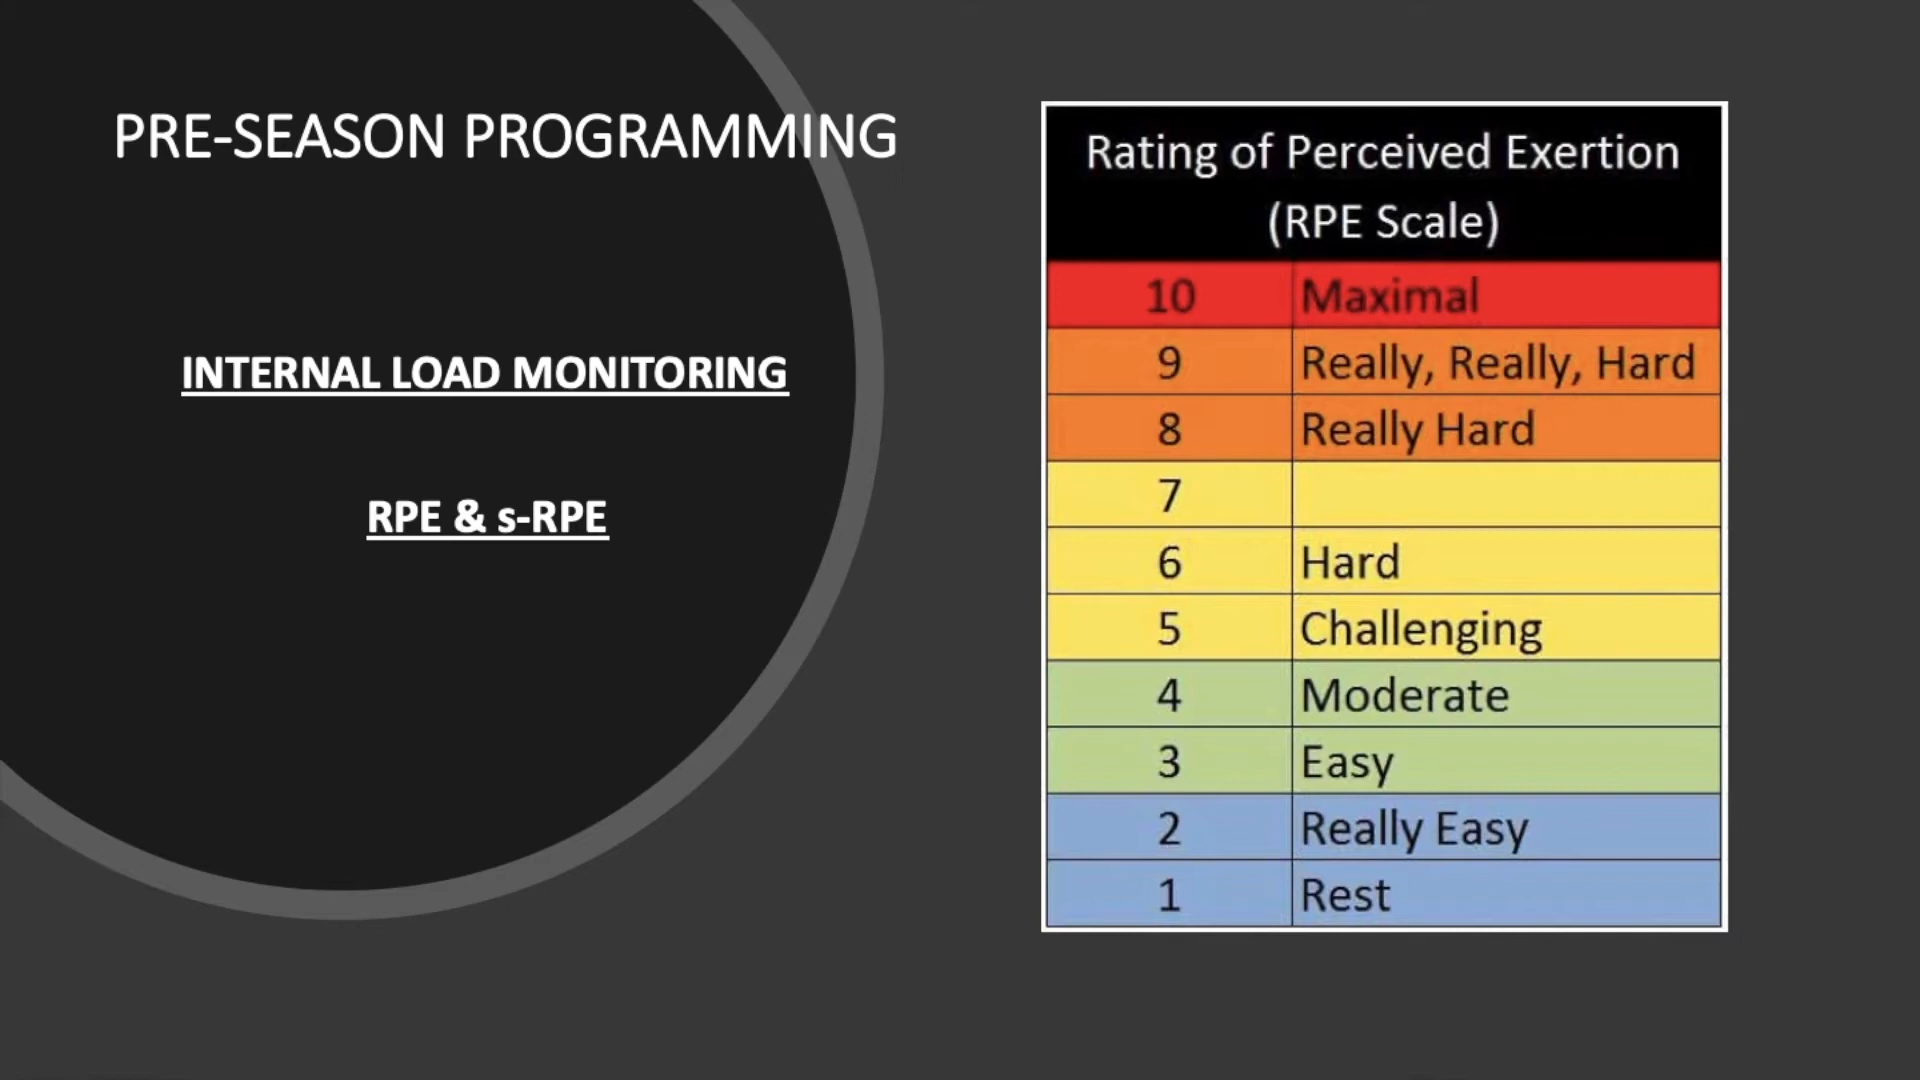 PRE-SEASON PROGRAMMING
INTERNAL LOAD MONITORING
RPE & s-RPE
Rating of Perceived Exertion
(RPE Scale)
10 Maximal
9 Really, Really, Hard
8 Really Hard
7
6 Hard
5 Challenging
4 Moderate
3 Easy
2 Really Easy
1 Rest